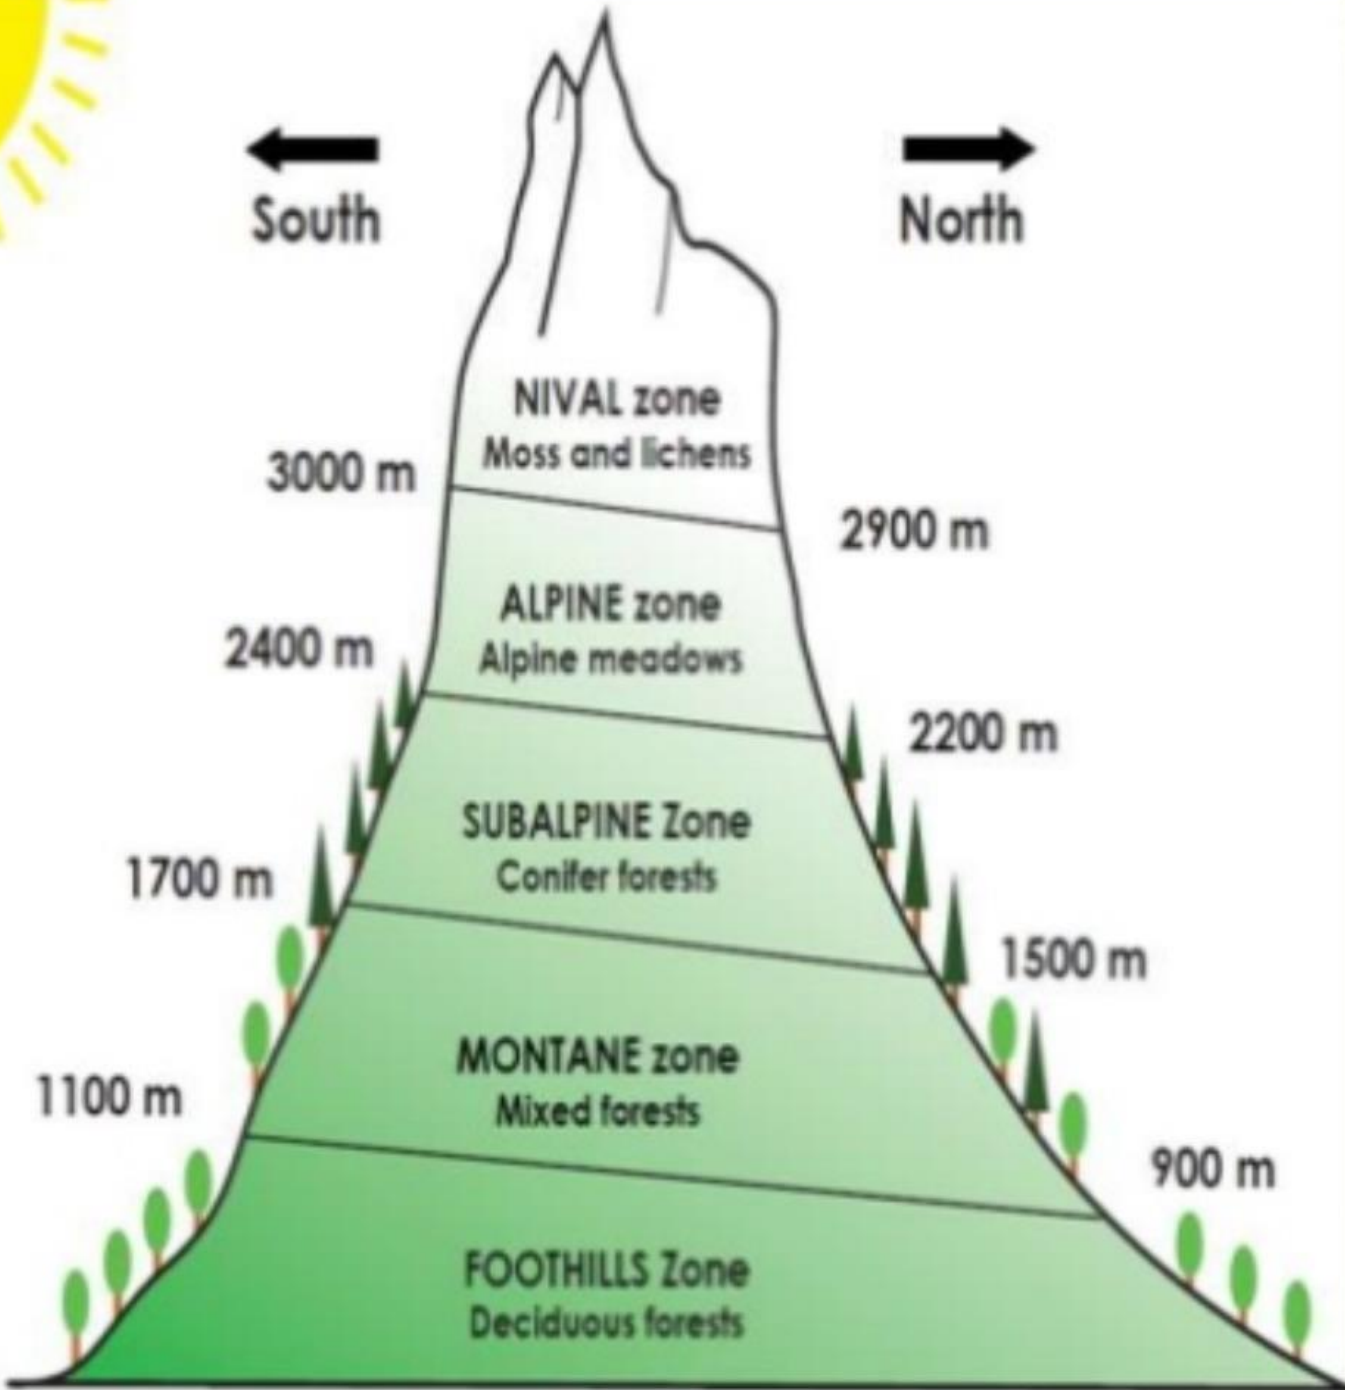 South
North
NIVAL zone
Moss and lichens
3000 m
2900 m
ALPINE zone
Alpine meadows
2400 m
2200 m
SUBALPINE Zone
Conifer forests
1700 m
1500 m
MONTANE zone
Mixed forests
1100 m
900 m
FOOTHILLS Zone
Deciduous forests